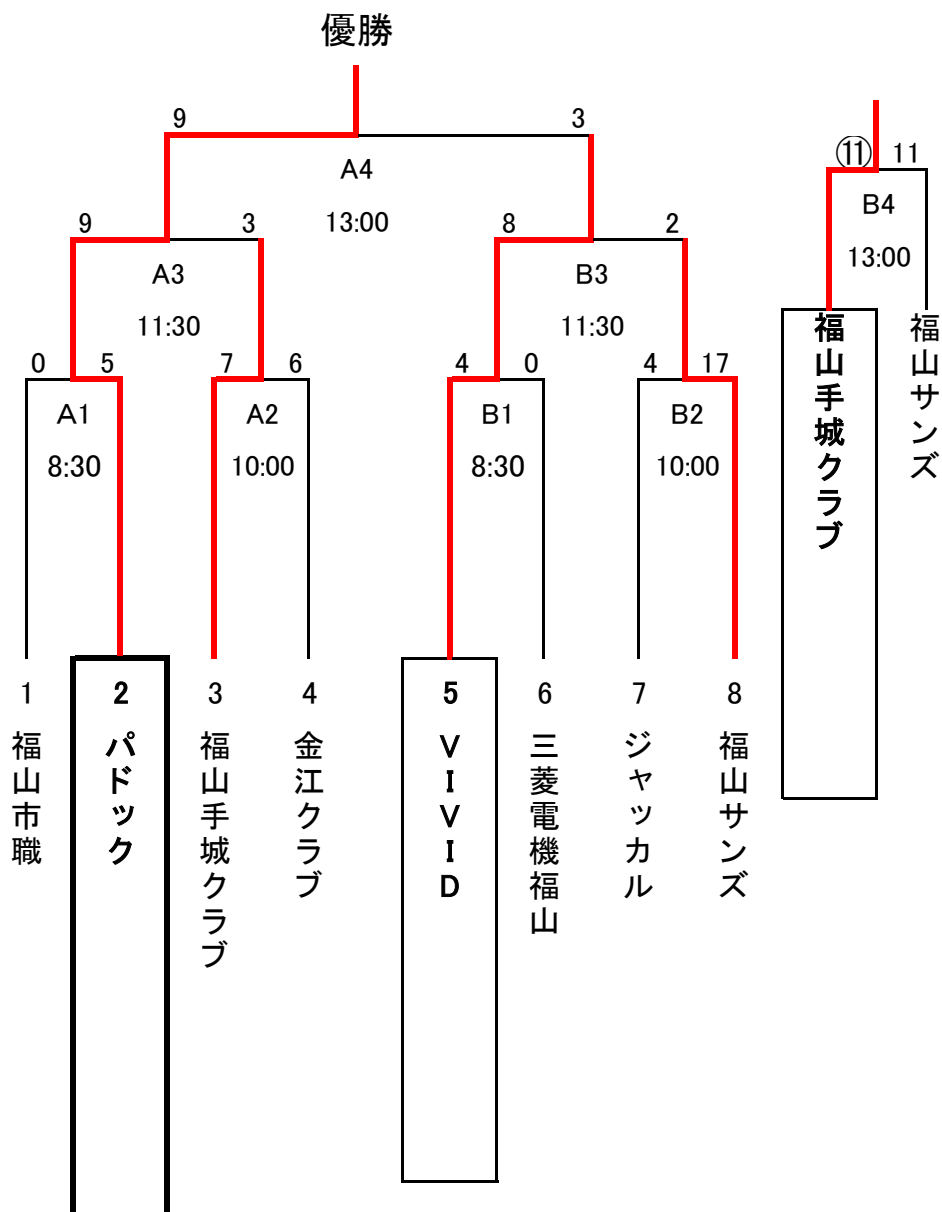 優勝
9 3
A4
13:00
⑪ 11
B4
13:00
9 3
A3
11:30
8 2
B3
11:30
0 5
A1
8:30
7 6
A2
10:00
4 0
B1
8:30
4 17
B2
10:00
福山手城クラブ
福山サンズ
1 福山市職
2 パドック
3 福山手城クラブ
4 金江クラブ
5 VIVID
6 三菱電機福山
7 ジャッカル
8 福山サンズ